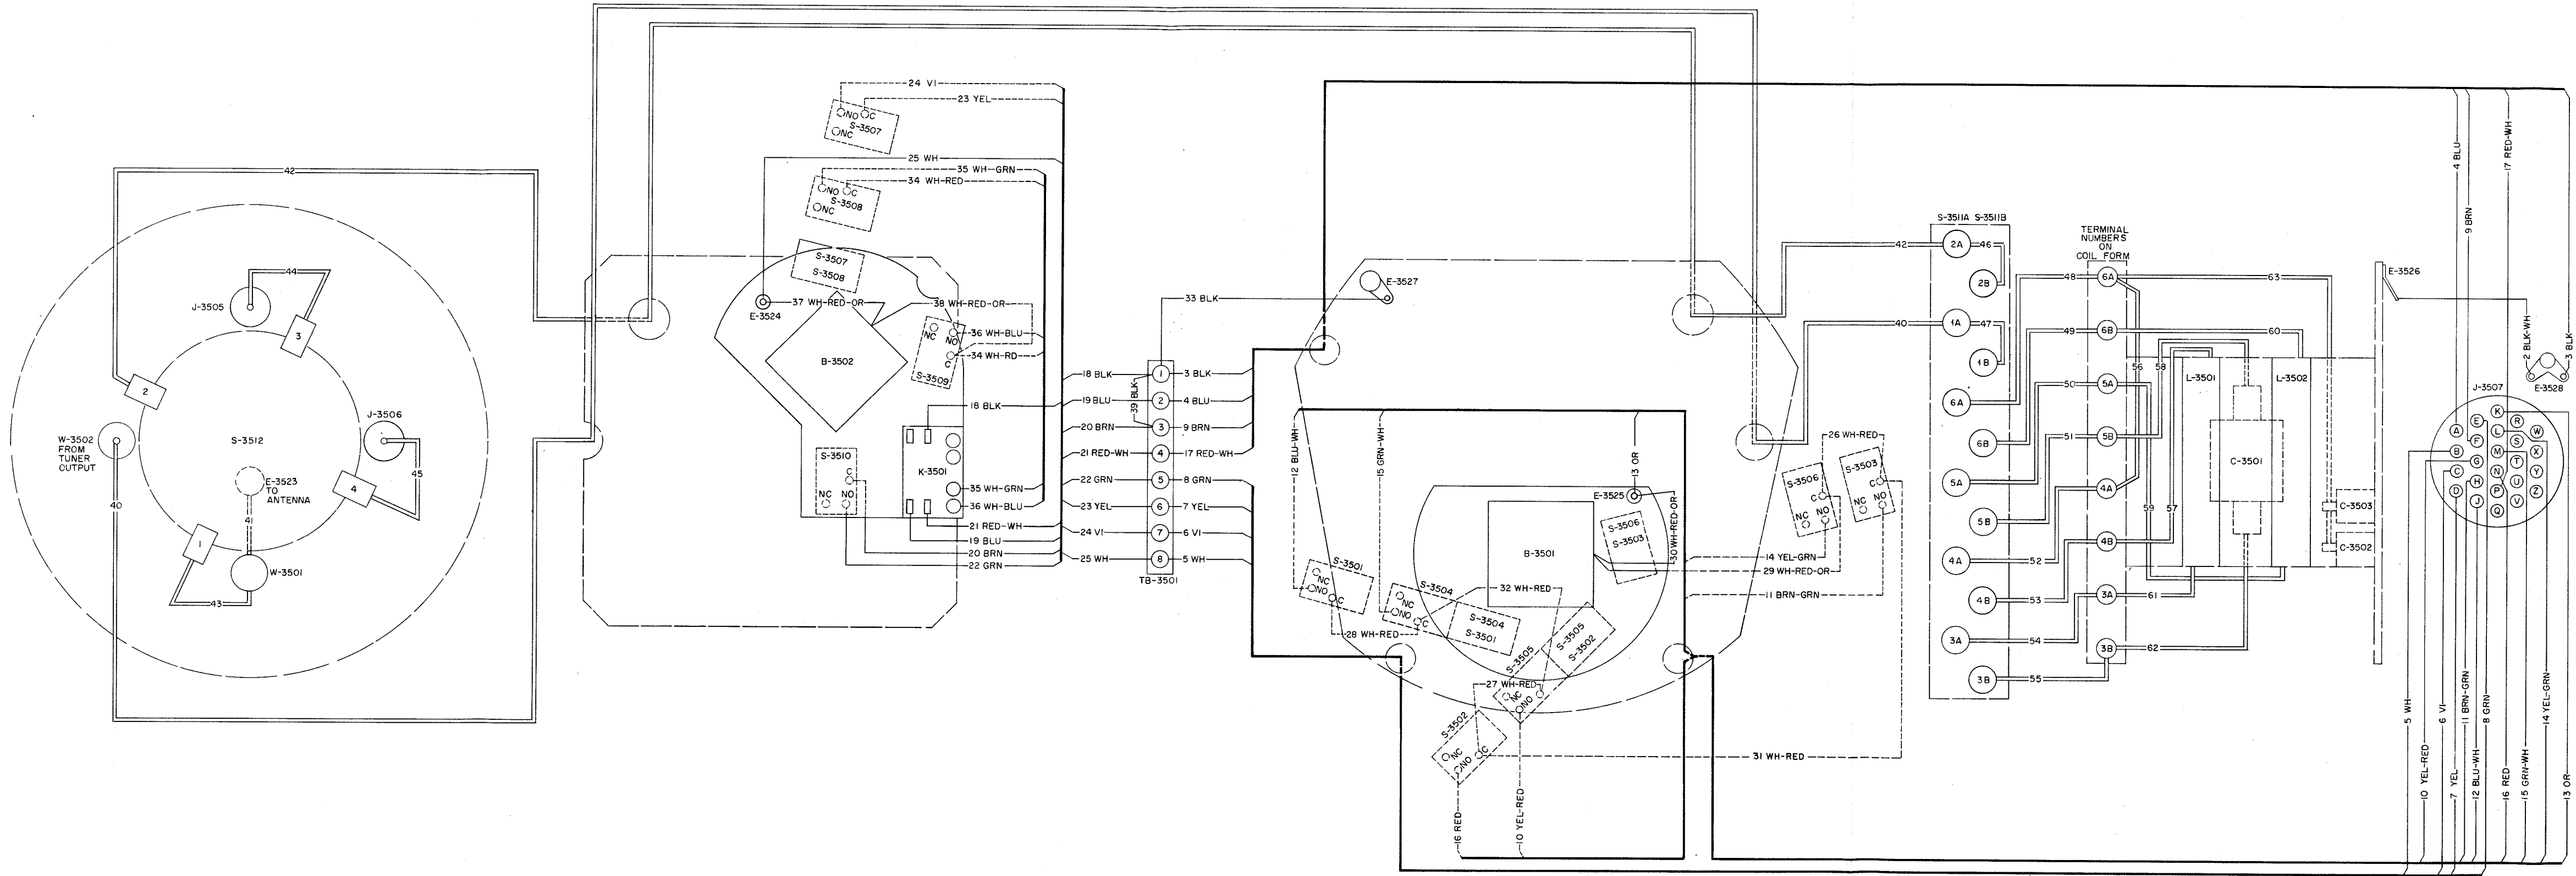 42
44
J-3505
3
2
W-3502
FROM
TUNER
OUTPUT
S-3512
J-3506
E-3523
TO
ANTENNA
4
45
40
41
1
W-3501
43
24 VI
23 YEL
NO C
S-3507
NC
25 WH
35 WH-GRN
34 WH-RED
NO C
S-3508
NC
S-3507
S-3508
E-3524
37 WH-RED-OR
38 WH-RED-OR
NC
NO
C
S-3509
36 WH-BLU
34 WH-RD
B-3502
18 BLK
S-3510
C
NC NO
K-3501
35 WH-GRN
36 WH-BLU
21 RED-WH
19 BLU
20 BRN
22 GRN
33 BLK
18 BLK 1 3 BLK
39 BLK
19 BLU 2 4 BLU
20 BRN 3 9 BRN
21 RED-WH 4 17 RED-WH
22 GRN 5 8 GRN
23 YEL 6 7 YEL
24 VI 7 6 VI
25 WH 8 5 WH
TB-3501
E-3527
12 BLU-WH
15 GRN-WH
13 OR
E-3525
30 WH-RED-OR
B-3501
S-3506
S-3503
S-3501
NC
NO C
S-3504
NC
NO
C
S-3504
S-3501
32 WH-RED
28 WH-RED
S-3505
S-3502
S-3505
NC
NO
27 WH-RED
S-3502
NC
NO
C
16 RED
10 YEL-RED
31 WH-RED
26 WH-RED
S-3506
C
NC NO
S-3503
C
NC NO
14 YEL-GRN
29 WH-RED-OR
11 BRN-GRN
S-3511A S-3511B
42 2A 46
2B
40 1A 47
1B
6A
6B
5A
5B
4A
4B
3A
3B
48
49
50
51
52
53
54
55
TERMINAL
NUMBERS
ON
COIL FORM
6A
6B
5A
5B
4A
4B
3A
3B
63
60
56
58
59
57
61
62
L-3501
L-3502
C-3501
C-3503
C-3502
E-3526
4 BLU
9 BRN
17 RED-WH
2 BLK-WH
3 BLK
E-3528
J-3507
K
E
R
A
L
W
F
S
B
M
X
G
T
C
N
Y
H
U
D
P
Z
J
V
Q
5 WH
10 YEL-RED
6 VI
7 YEL
11 BRN-GRN
12 BLU-WH
8 GRN
16 RED
15 GRN-WH
14 YEL-GRN
13 OR